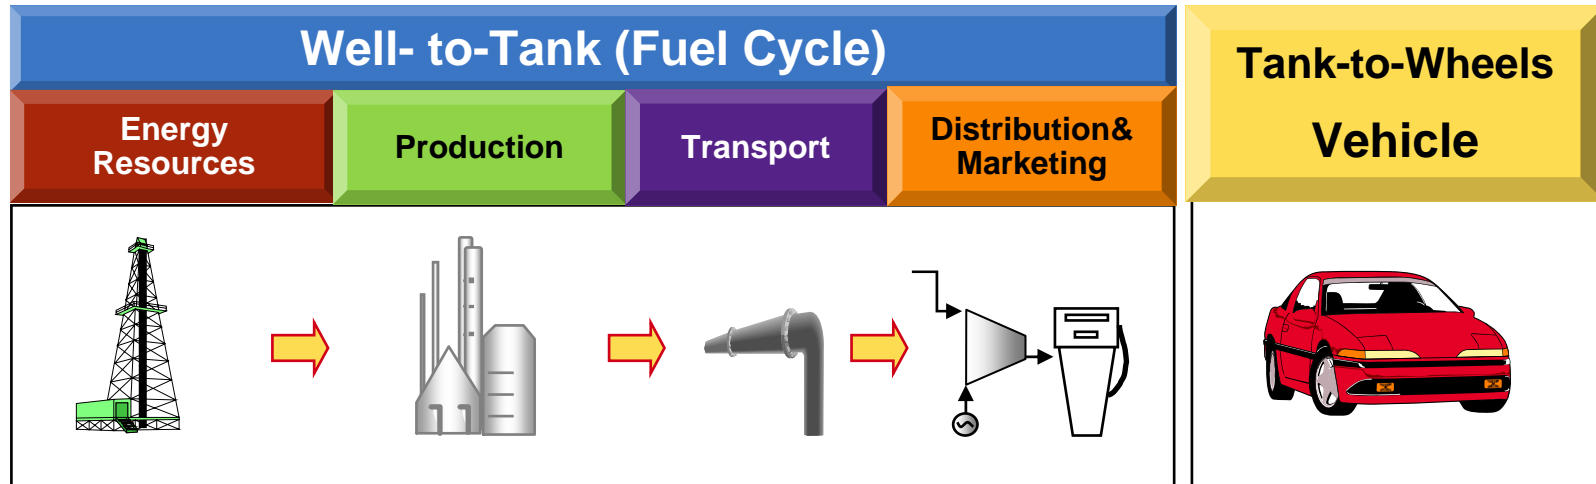 Well- to-Tank (Fuel Cycle)
Tank-to-Wheels
Vehicle
Energy
Resources
Production
Transport
Distribution&
Marketing